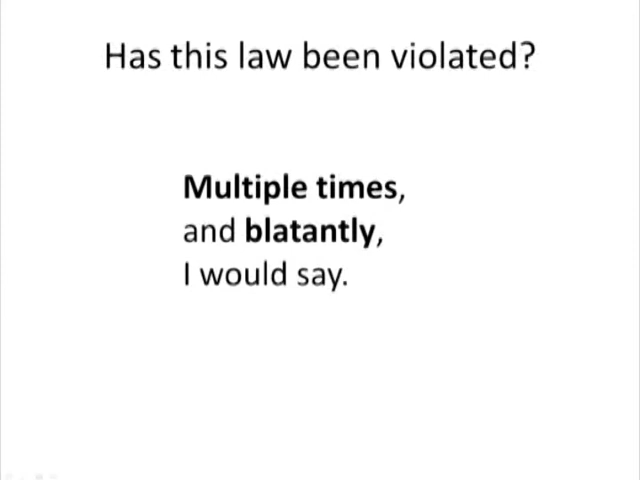 Has this law been violated?
Multiple times,
and blatantly,
I would say.